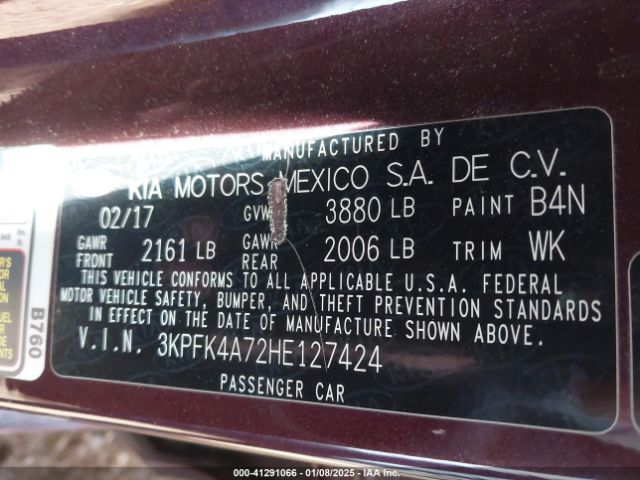 MANUFACTURED BY
KIA MOTORS MEXICO S.A. DE C.V.
02/17 GVW 3880 LB PAINT B4N
GAWR FRONT 2161 LB GAWR REAR 2006 LB TRIM WK
THIS VEHICLE CONFORMS TO ALL APPLICABLE U.S.A. FEDERAL
MOTOR VEHICLE SAFETY, BUMPER, AND THEFT PREVENTION STANDARDS
IN EFFECT ON THE DATE OF MANUFACTURE SHOWN ABOVE.
V.I.N. 3KPFK4A72HE127424
PASSENGER CAR
B760
000-41291066 - 01/08/2025 - IAA Inc.